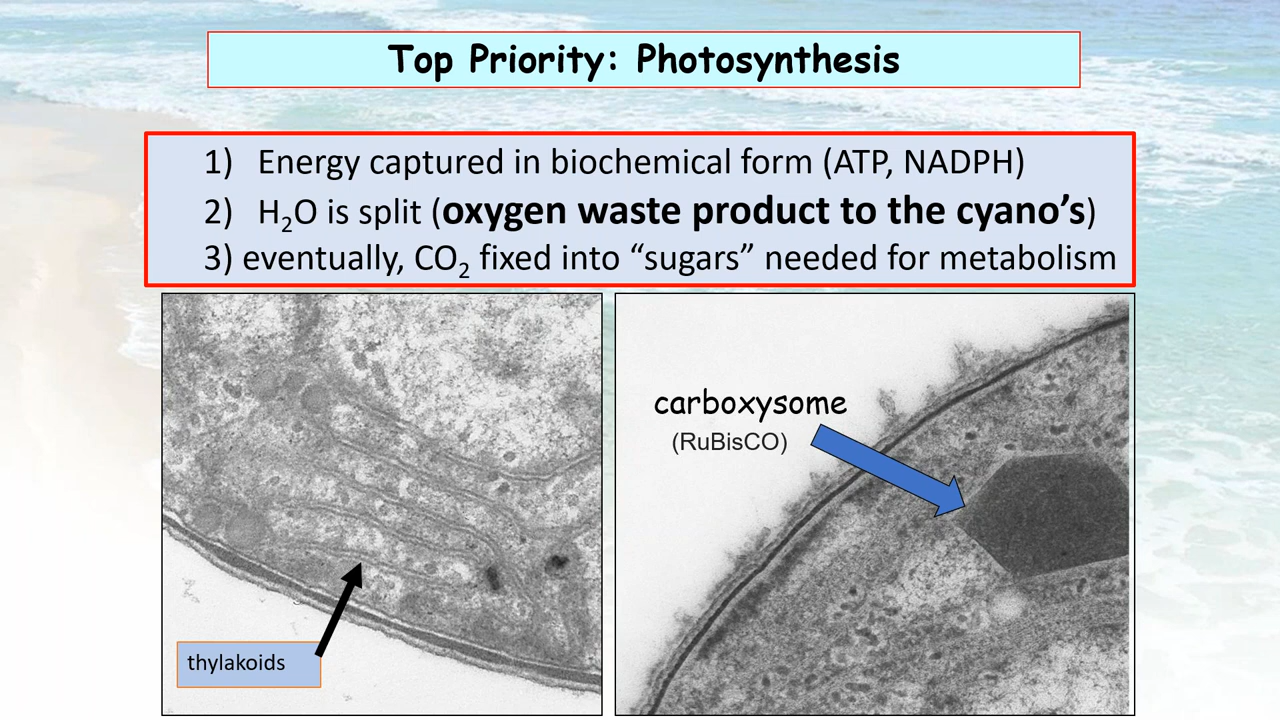 Top Priority: Photosynthesis
1) Energy captured in biochemical form (ATP, NADPH)
2) H₂O is split (oxygen waste product to the cyano’s)
3) eventually, CO₂ fixed into “sugars” needed for metabolism
carboxysome
(RuBisCO)
thylakoids